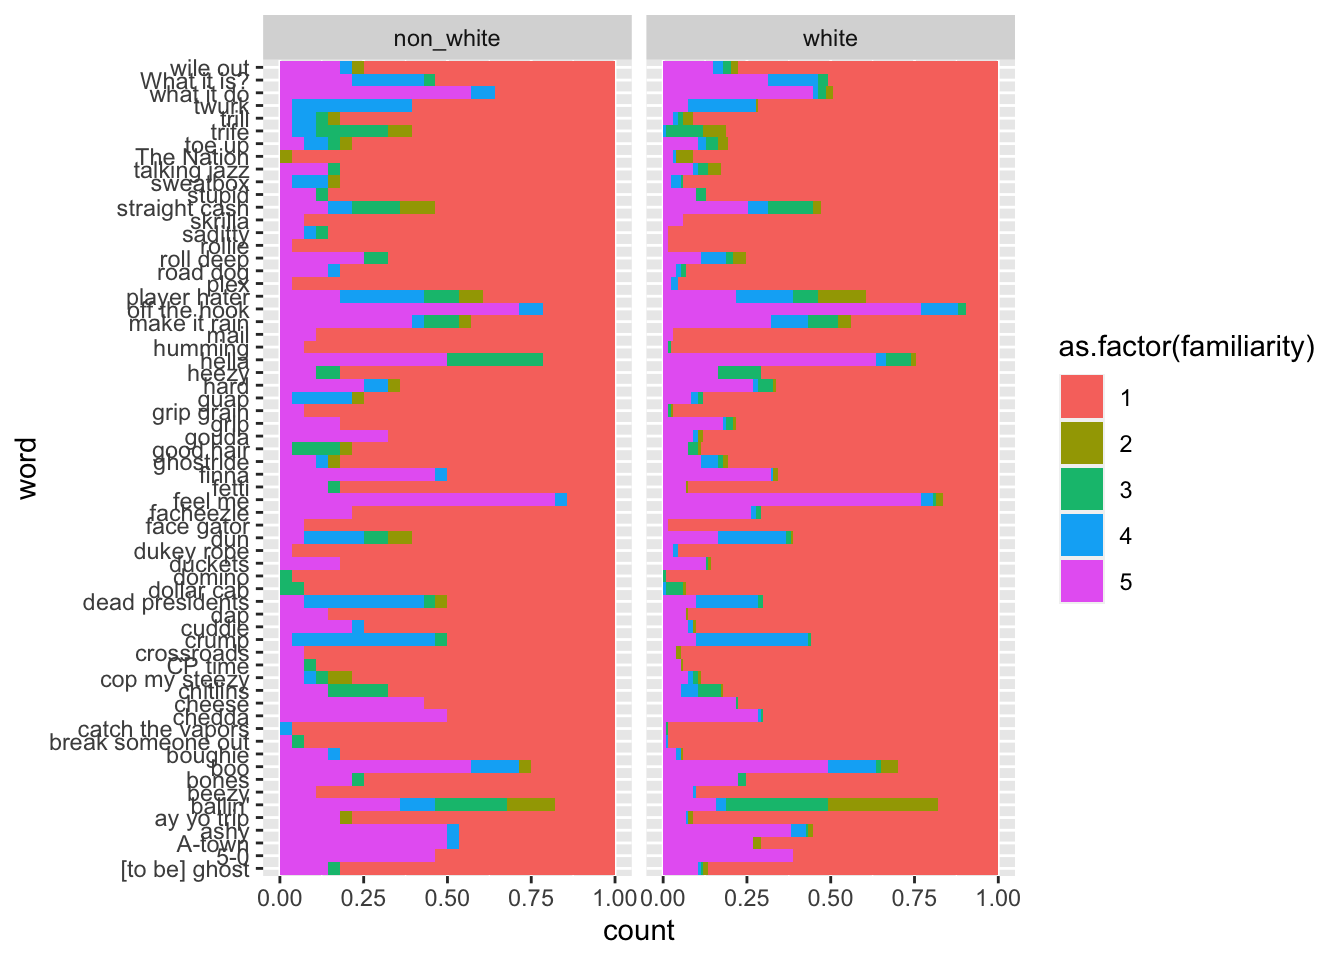 non_white
white
wile out
What it is?
what it do
twurk
trill
trife
toe up
The Nation
talking jazz
sweatbox
stupid
straight cash
skrilla
saditty
rollie
roll deep
road dog
plex
player hater
off the hook
make it rain
mail
humming
hella
heezy
hard
guap
grip grain
grip
gouda
good hair
ghostride
finna
fetti
feel me
facheezie
face gator
dun
dukey rope
duckets
domino
dollar cab
dead presidents
dap
cuddie
crump
crossroads
CP time
cop my steezy
chitlins
cheese
chedda
catch the vapors
break someone out
boughie
boo
bones
beezy
ballin'
ay yo trip
ashy
A-town
5-0
[to be] ghost
word
0.00 0.25 0.50 0.75 1.00
0.00 0.25 0.50 0.75 1.00
count
as.factor(familiarity)
1
2
3
4
5